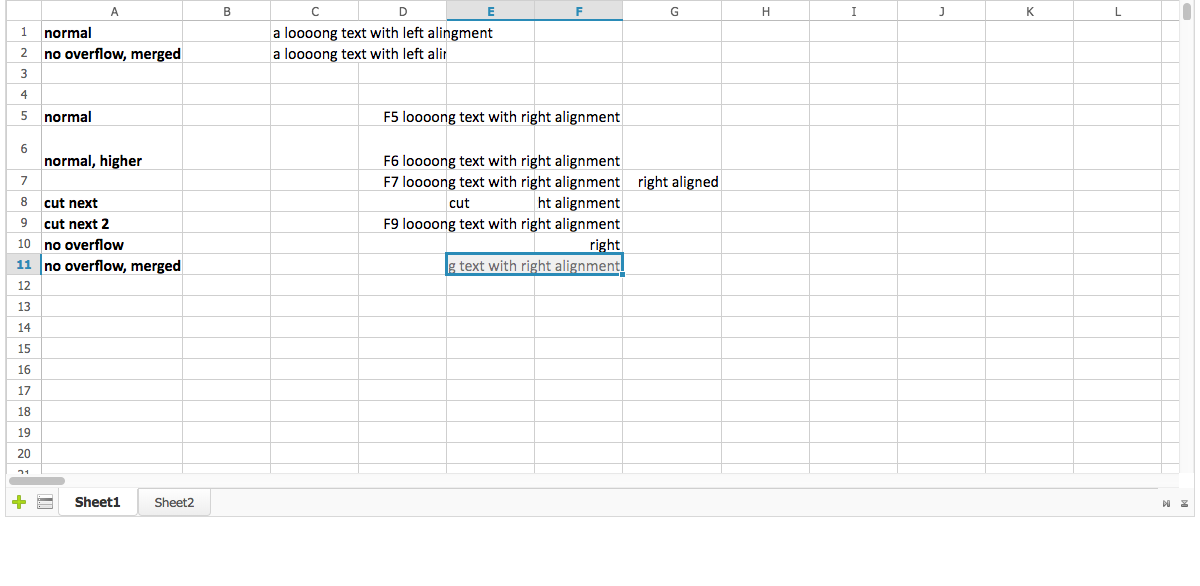 A B C D E F G H I J K L
1 normal a loooong text with left alingment
2 no overflow, merged a loooong text with left alin
3
4
5 normal F5 loooong text with right alignment
6 normal, higher F6 loooong text with right alignment
7 F7 loooong text with right alignment right aligned
8 cut next cut ht alignment
9 cut next 2 F9 loooong text with right alignment
10 no overflow right
11 no overflow, merged g text with right alignment
12
13
14
15
16
17
18
19
20
21
Sheet1 Sheet2